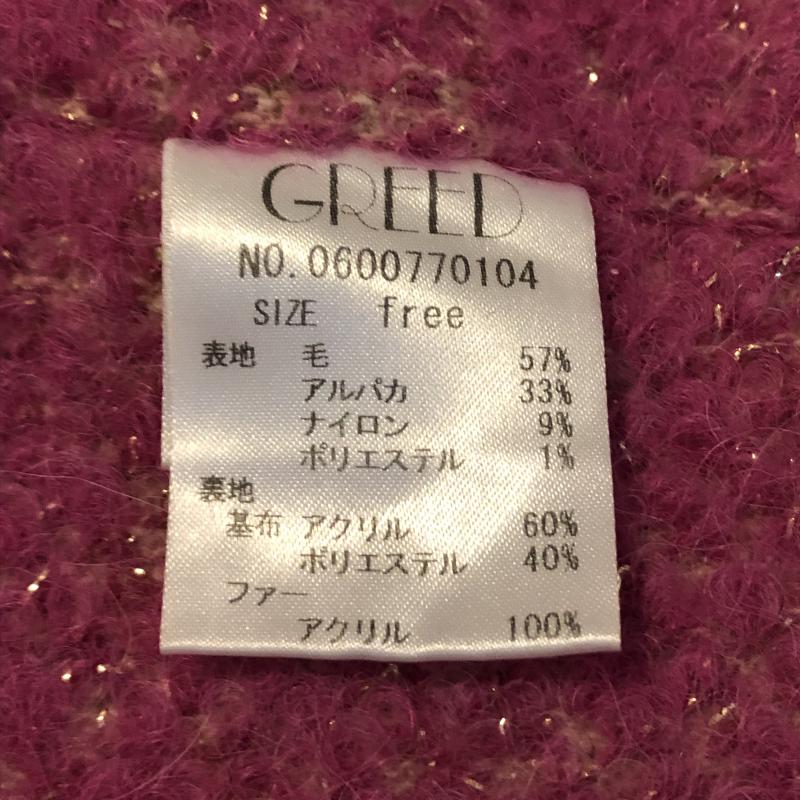 GREED
NO.0600770104
SIZE free
表地 毛 57%
アルパカ 33%
ナイロン 9%
ポリエステル 1%
表地
基布 アクリル 60%
ポリエステル 40%
ファー
アクリル 100%